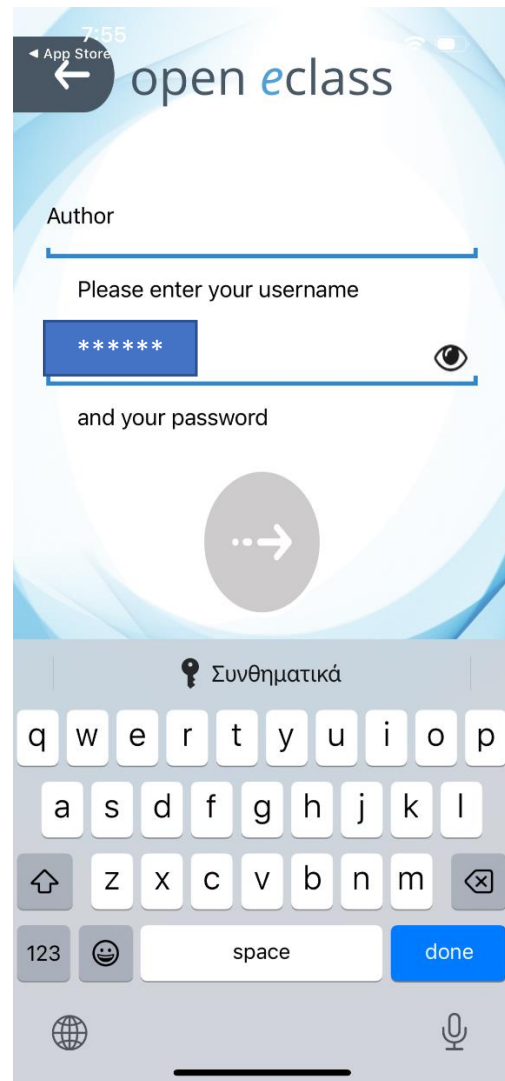 7:55
◀ App Store
open eclass
Author
Please enter your username
******
and your password
Συνθηματικά
q w e r t y u i o p
a s d f g h j k l
z x c v b n m
123 space done